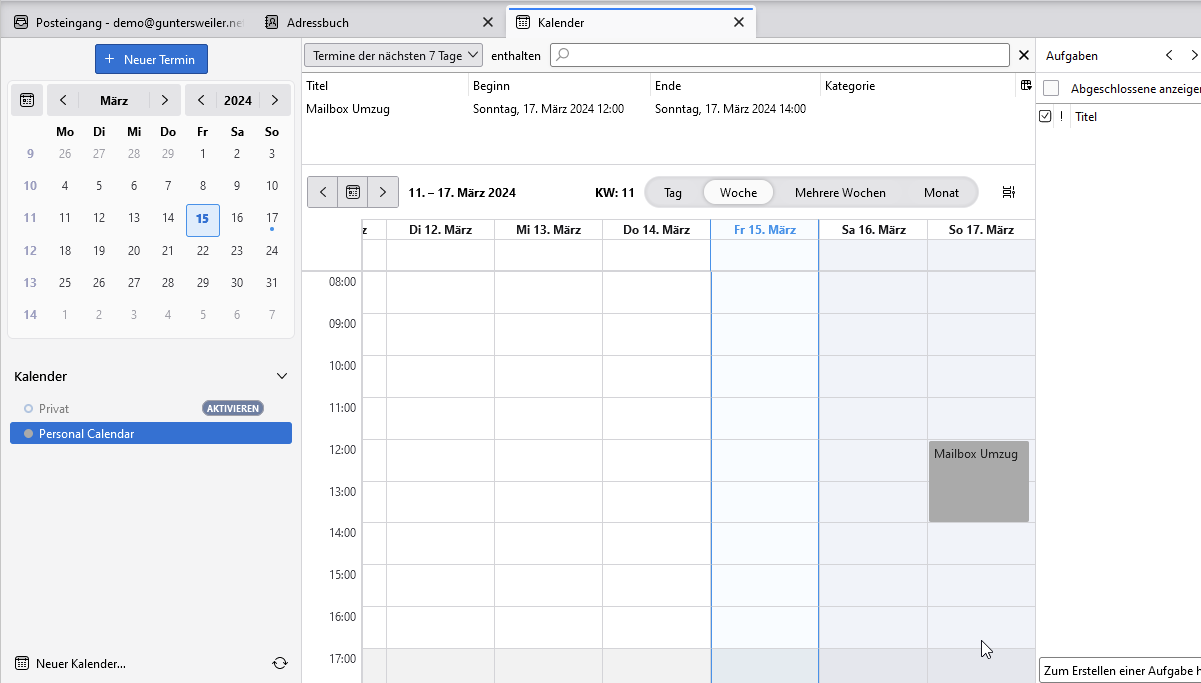 Posteingang - demo@guntersweiler.ne
Adressbuch
Kalender
+ Neuer Termin
März 2024
Mo Di Mi Do Fr Sa So
9 26 27 28 29 1 2 3
10 4 5 6 7 8 9 10
11 11 12 13 14 15 16 17
12 18 19 20 21 22 23 24
13 25 26 27 28 29 30 31
14 1 2 3 4 5 6 7
Kalender
Privat AKTIVIEREN
Personal Calendar
Neuer Kalender...
Termine der nächsten 7 Tage enthalten
Titel Beginn Ende Kategorie
Mailbox Umzug Sonntag, 17. März 2024 12:00 Sonntag, 17. März 2024 14:00
11. – 17. März 2024 KW: 11 Tag Woche Mehrere Wochen Monat
z Di 12. März Mi 13. März Do 14. März Fr 15. März Sa 16. März So 17. März
08:00
09:00
10:00
11:00
12:00
Mailbox Umzug
13:00
14:00
15:00
16:00
17:00
Aufgaben
Abgeschlossene anzeigen
! Titel
Zum Erstellen einer Aufgabe h